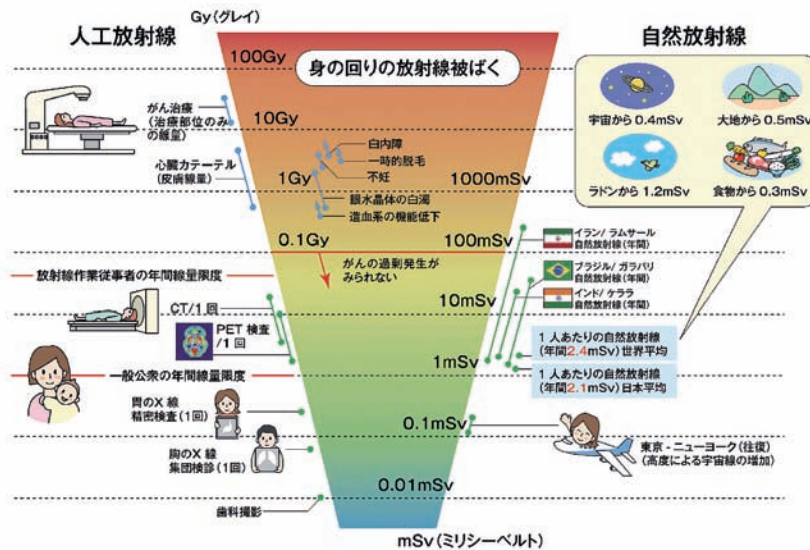 Gy(グレイ)
人工放射線
自然放射線
身の回りの放射線被ばく
100Gy
10Gy
1Gy
0.1Gy
1000mSv
100mSv
10mSv
1mSv
0.1mSv
0.01mSv
mSv(ミリシーベルト)
がん治療
(治療部位のみ
の線量)
心臓カテーテル
(皮膚線量)
白内障
一時的脱毛
不妊
眼水晶体の白濁
造血系の機能低下
がんの過剰発生が
みられない
放射線作業従事者の年間線量限度
CT/1回
PET 検査
/1回
一般公衆の年間線量限度
胃のX 線
精密検査(1回)
胸のX 線
集団検診(1回)
歯科撮影
宇宙から 0.4mSv
大地から 0.5mSv
ラドンから 1.2mSv
食物から 0.3mSv
イラン/ ラムサール
自然放射線(年間)
ブラジル/ ガラパリ
自然放射線(年間)
インド/ ケララ
自然放射線(年間)
1 人あたりの自然放射線
(年間2.4mSv)世界平均
1 人あたりの自然放射線
(年間2.1mSv)日本平均
東京 - ニューヨーク(往復)
(高度による宇宙線の増加)